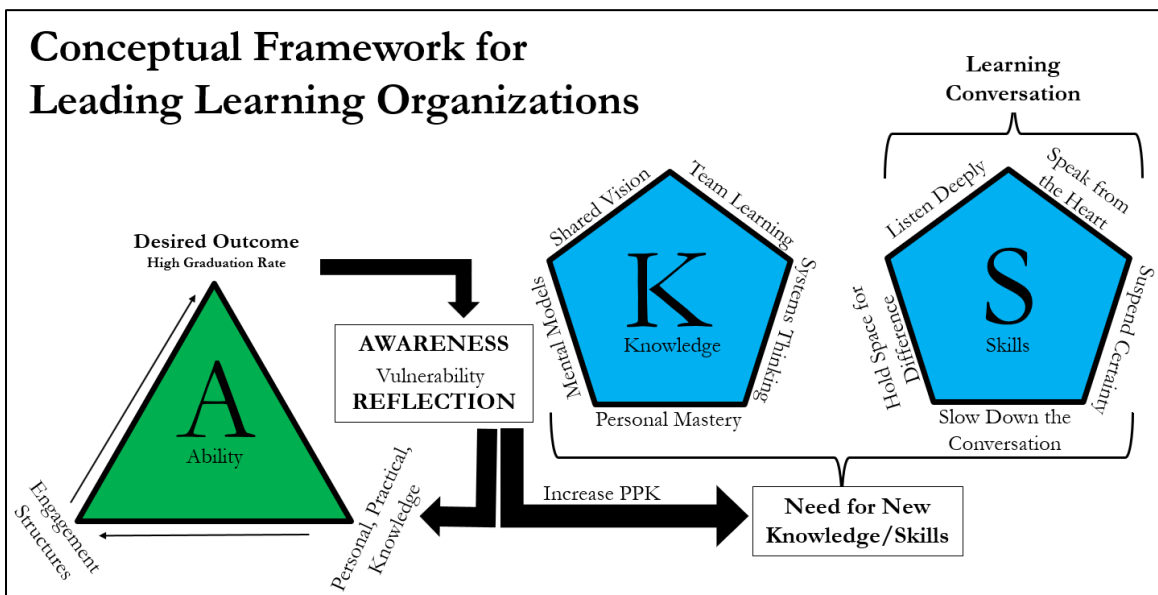 Conceptual Framework for
Leading Learning Organizations
Desired Outcome
High Graduation Rate
A
Ability
Engagement
Structures
Personal, Practical,
Knowledge
AWARENESS
Vulnerability
REFLECTION
Increase PPK
Shared Vision
Team Learning
Mental Models
K
Knowledge
Systems Thinking
Personal Mastery
Learning
Conversation
Listen Deeply
Speak from
the Heart
Hold Space for
Difference
S
Skills
Suspend Certainty
Slow Down the
Conversation
Need for New
Knowledge/Skills